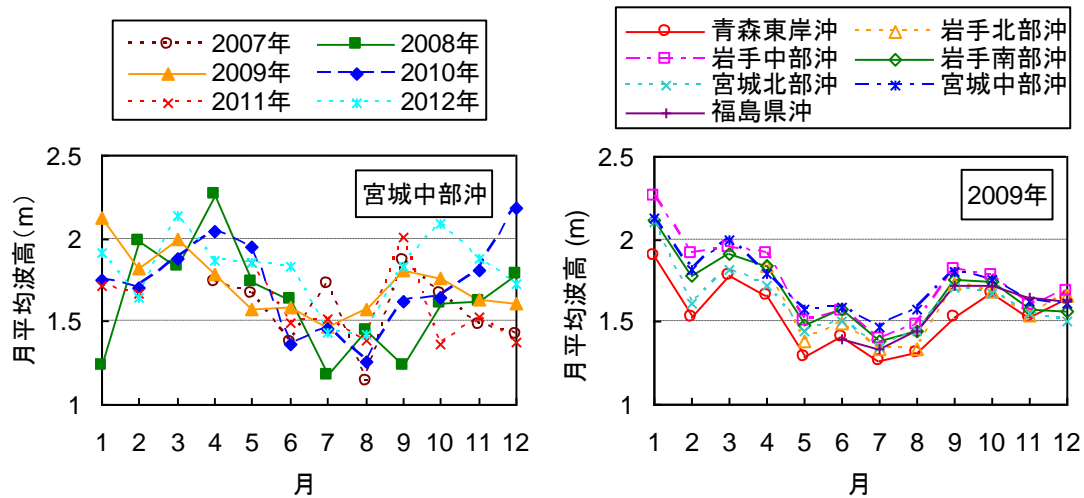 2007年 2008年
2009年 2010年
2011年 2012年
月平均波高(m)
2.5
2
1.5
1
宮城中部沖
1 2 3 4 5 6 7 8 9 10 11 12
月
青森東岸沖 岩手北部沖
岩手中部沖 岩手南部沖
宮城北部沖 宮城中部沖
福島県沖
月平均波高 (m)
2.5
2
1.5
1
2009年
1 2 3 4 5 6 7 8 9 10 11 12
月